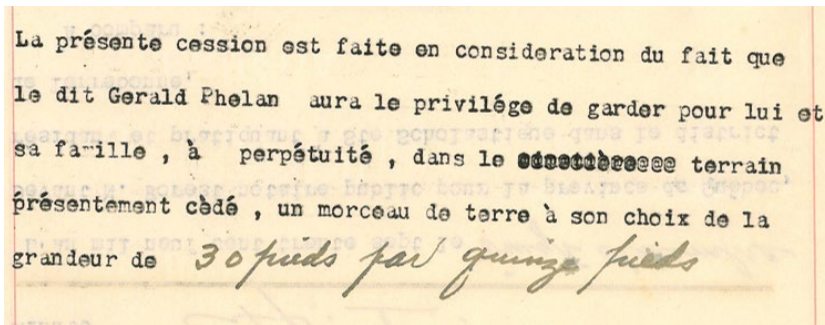 La présente cession est faite en consideration du fait que
le dit Gerald Phelan aura le privilége de garder pour lui et
sa famille , à perpétuité , dans le terrain
présentement cèdé , un morceau de terre à son choix de la
grandeur de 30 pieds par quinze pieds